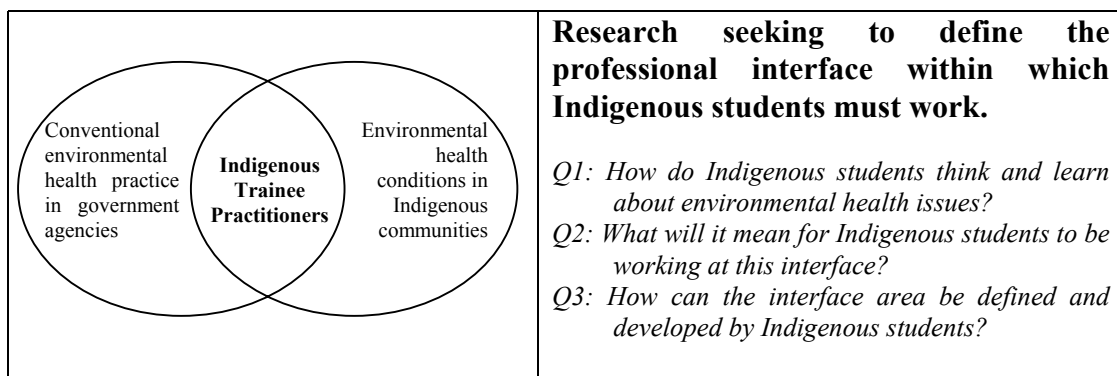 Conventional
environmental
health practice
in government
agencies
Indigenous
Trainee
Practitioners
Environmental
health
conditions in
Indigenous
communities
Research seeking to define the
professional interface within which
Indigenous students must work.
Q1: How do Indigenous students think and learn
about environmental health issues?
Q2: What will it mean for Indigenous students to be
working at this interface?
Q3: How can the interface area be defined and
developed by Indigenous students?